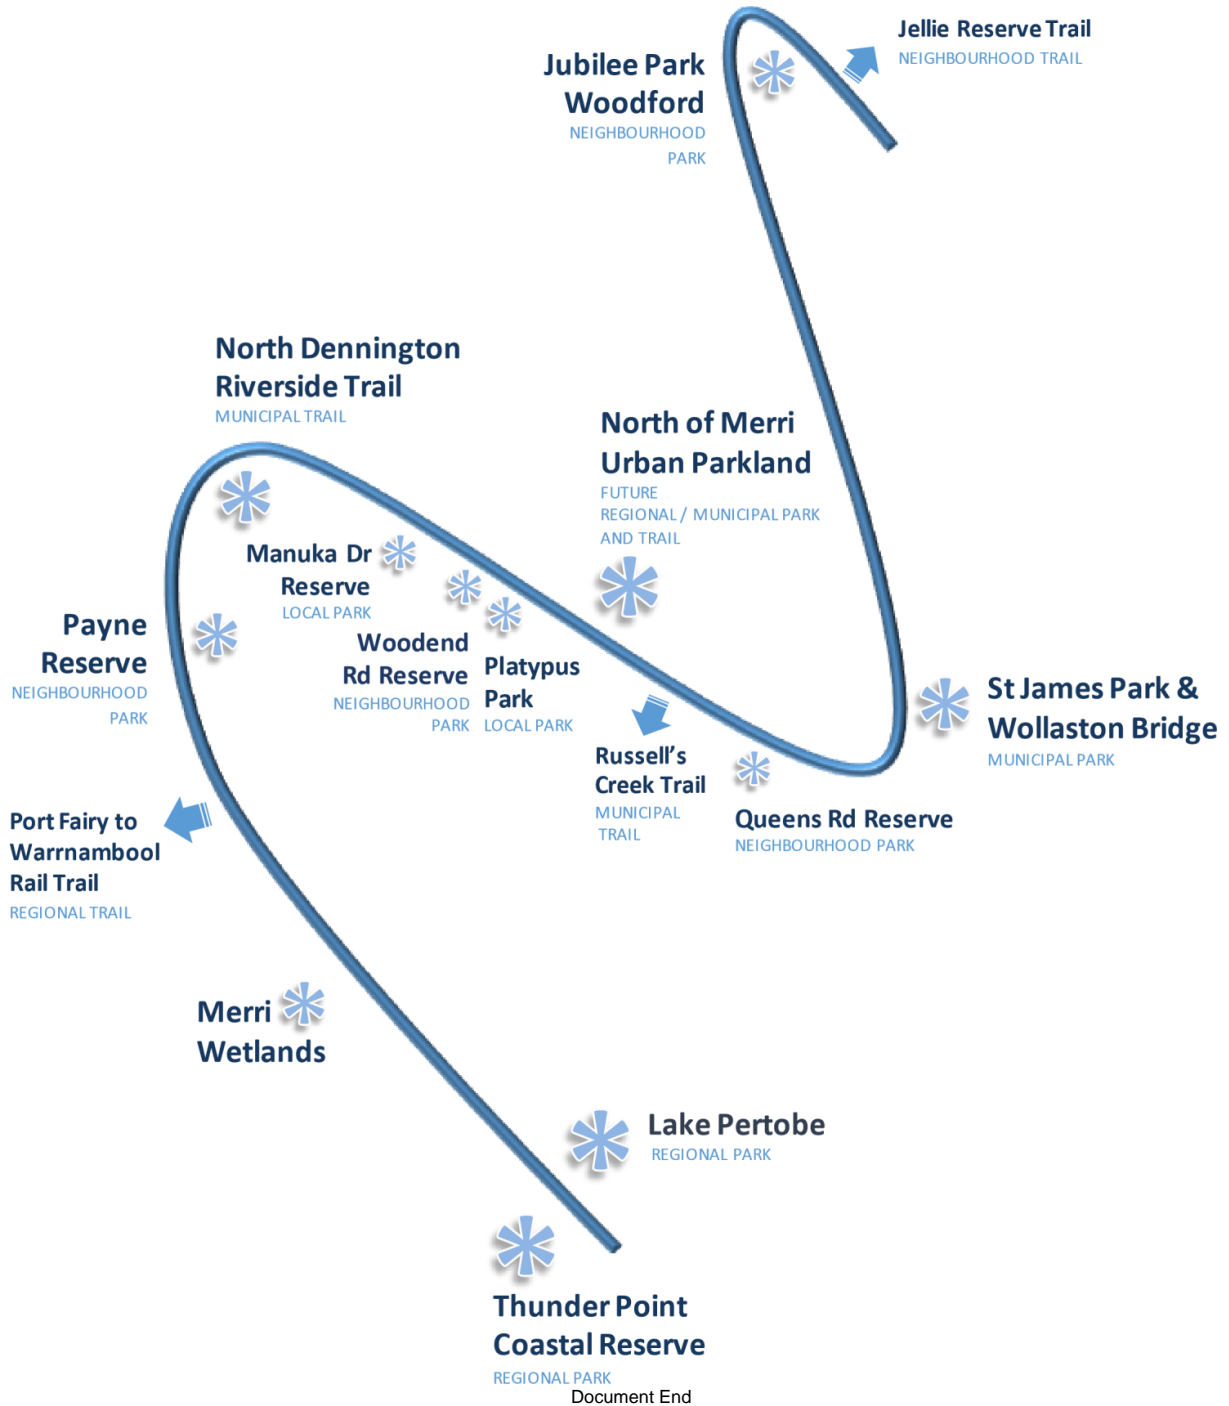 Jellie Reserve Trail
NEIGHBOURHOOD TRAIL
Jubilee Park
Woodford
NEIGHBOURHOOD
PARK
North Dennington
Riverside Trail
MUNICIPAL TRAIL
North of Merri
Urban Parkland
FUTURE
REGIONAL / MUNICIPAL PARK
AND TRAIL
Manuka Dr
Reserve
LOCAL PARK
Payne
Reserve
NEIGHBOURHOOD
PARK
Woodend
Rd Reserve
NEIGHBOURHOOD
PARK
Platypus
Park
LOCAL PARK
St James Park &
Wollaston Bridge
MUNICIPAL PARK
Russell’s
Creek Trail
MUNICIPAL
TRAIL
Queens Rd Reserve
NEIGHBOURHOOD PARK
Port Fairy to
Warrnambool
Rail Trail
REGIONAL TRAIL
Merri
Wetlands
Lake Pertobe
REGIONAL PARK
Thunder Point
Coastal Reserve
REGIONAL PARK
Document End